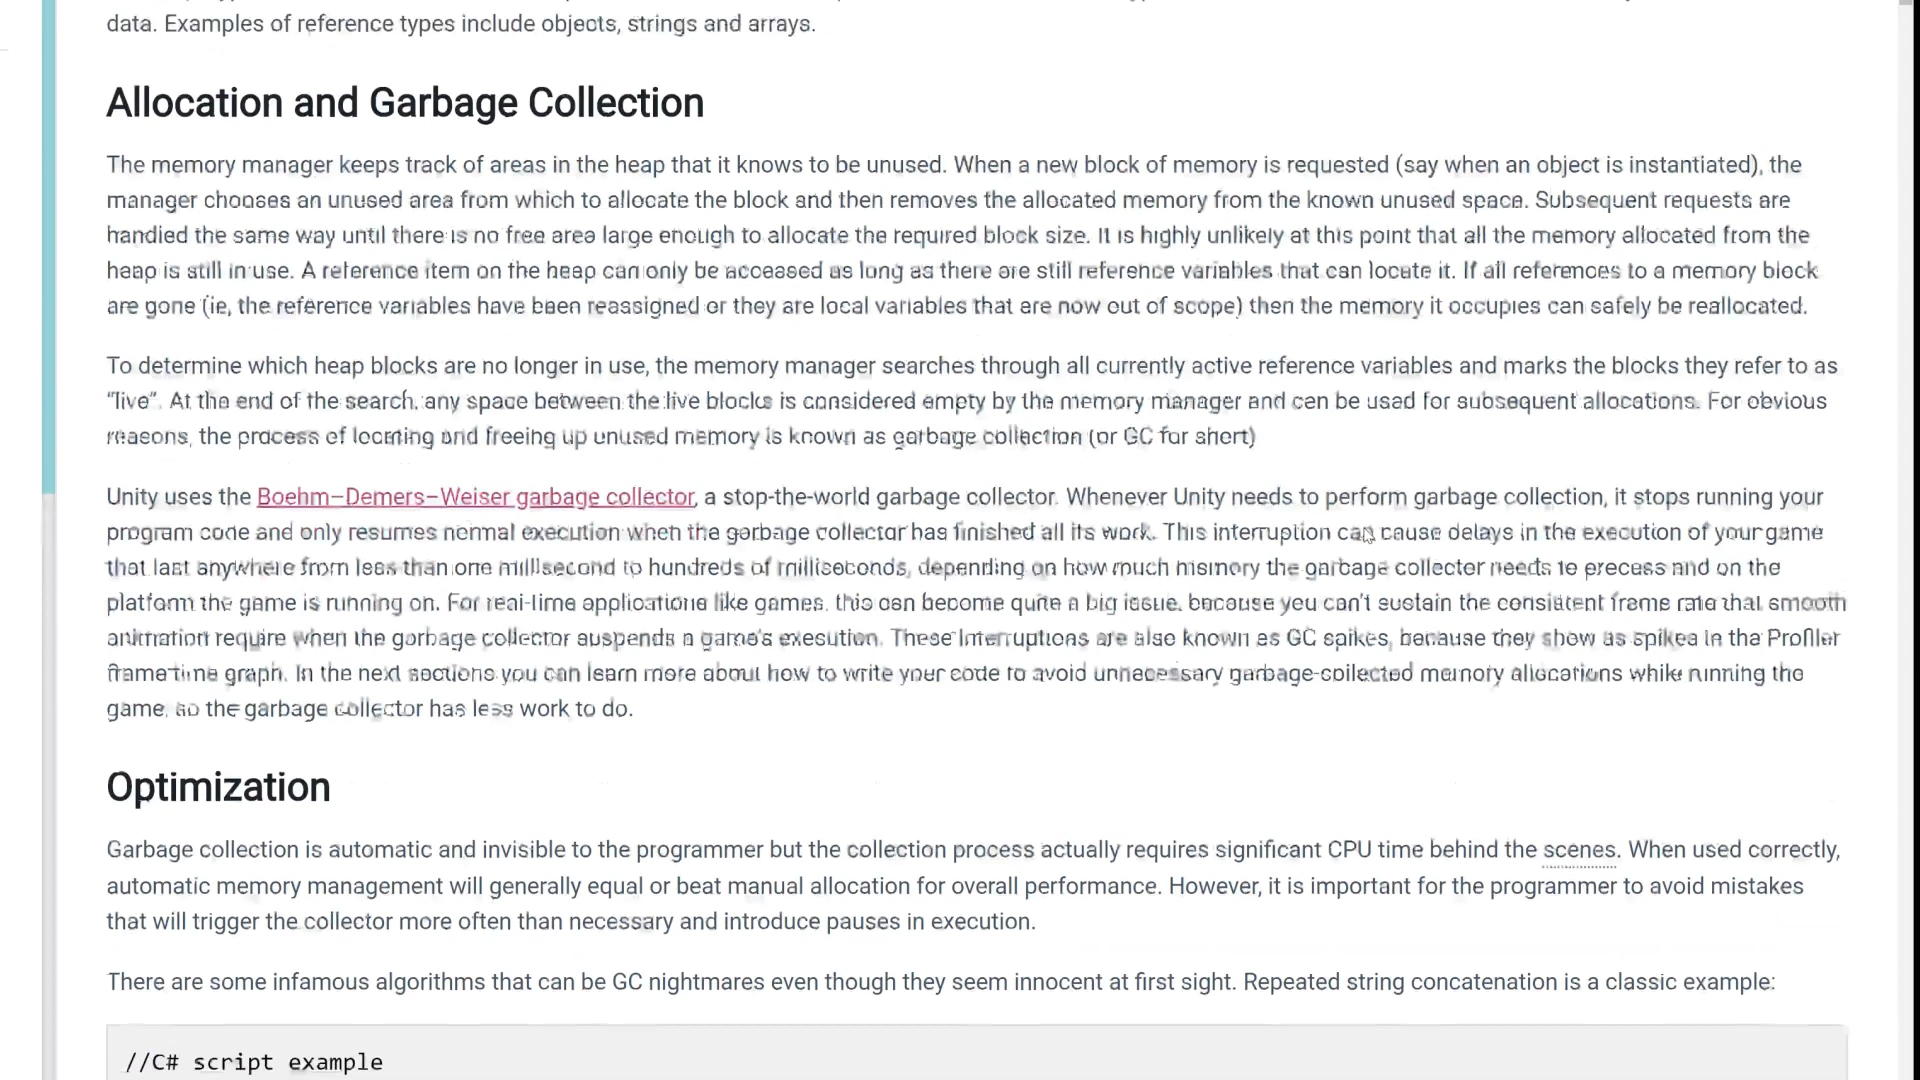 data. Examples of reference types include objects, strings and arrays.
Allocation and Garbage Collection
The memory manager keeps track of areas in the heap that it knows to be unused. When a new block of memory is requested (say when an object is instantiated), the
manager chooses an unused area from which to allocate the block and then removes the allocated memory from the known unused space. Subsequent requests are
handled the same way until there is no free area large enough to allocate the required block size. It is highly unlikely at this point that all the memory allocated from the
heap is still in use. A reference item on the heap can only be accessed as long as there are still reference variables that can locate it. If all references to a memory block
are gone (ie, the reference variables have been reassigned or they are local variables that are now out of scope) then the memory it occupies can safely be reallocated.
To determine which heap blocks are no longer in use, the memory manager searches through all currently active reference variables and marks the blocks they refer to as
“live”. At the end of the search, any space between the live blocks is considered empty by the memory manager and can be used for subsequent allocations. For obvious
reasons, the process of locating and freeing up unused memory is known as garbage collection (or GC for short)
Unity uses the Boehm–Demers–Weiser garbage collector, a stop-the-world garbage collector. Whenever Unity needs to perform garbage collection, it stops running your
program code and only resumes normal execution when the garbage collector has finished all its work. This interruption can cause delays in the execution of your game
that last anywhere from less than one millisecond to hundreds of milliseconds, depending on how much memory the garbage collector needs to process and on the
platform the game is running on. For real-time applications like games, this can become quite a big issue, because you can’t sustain the consistent frame rate that smooth
animation require when the garbage collector suspends a game’s execution. These interruptions are also known as GC spikes, because they show as spikes in the Profiler
frame time graph. In the next sections you can learn more about how to write your code to avoid unnecessary garbage-collected memory allocations while running the
game, so the garbage collector has less work to do.
Optimization
Garbage collection is automatic and invisible to the programmer but the collection process actually requires significant CPU time behind the scenes. When used correctly,
automatic memory management will generally equal or beat manual allocation for overall performance. However, it is important for the programmer to avoid mistakes
that will trigger the collector more often than necessary and introduce pauses in execution.
There are some infamous algorithms that can be GC nightmares even though they seem innocent at first sight. Repeated string concatenation is a classic example:
//C# script example